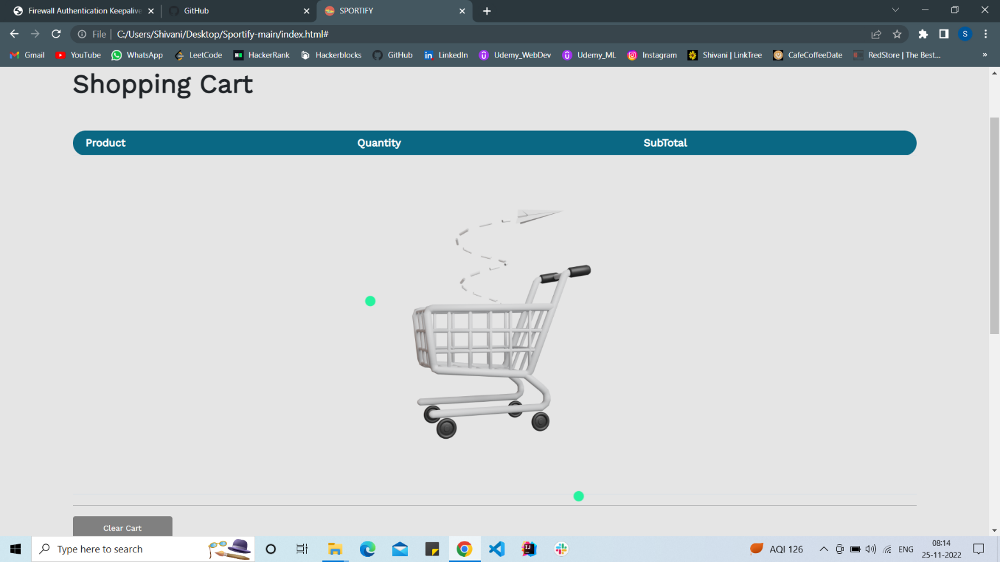 Firewall Authentication Keepalive
GitHub
SPORTIFY
File
C:/Users/Shivani/Desktop/Sportify-main/index.html#
S
Gmail
YouTube
WhatsApp
LeetCode
HackerRank
Hackerblocks
GitHub
LinkedIn
Udemy_WebDev
Udemy_ML
Instagram
Shivani | LinkTree
CafeCoffeeDate
RedStore | The Best...
»
Shopping Cart
Product Quantity SubTotal
Clear Cart
Type here to search
AQI 126
ENG
08:14
25-11-2022